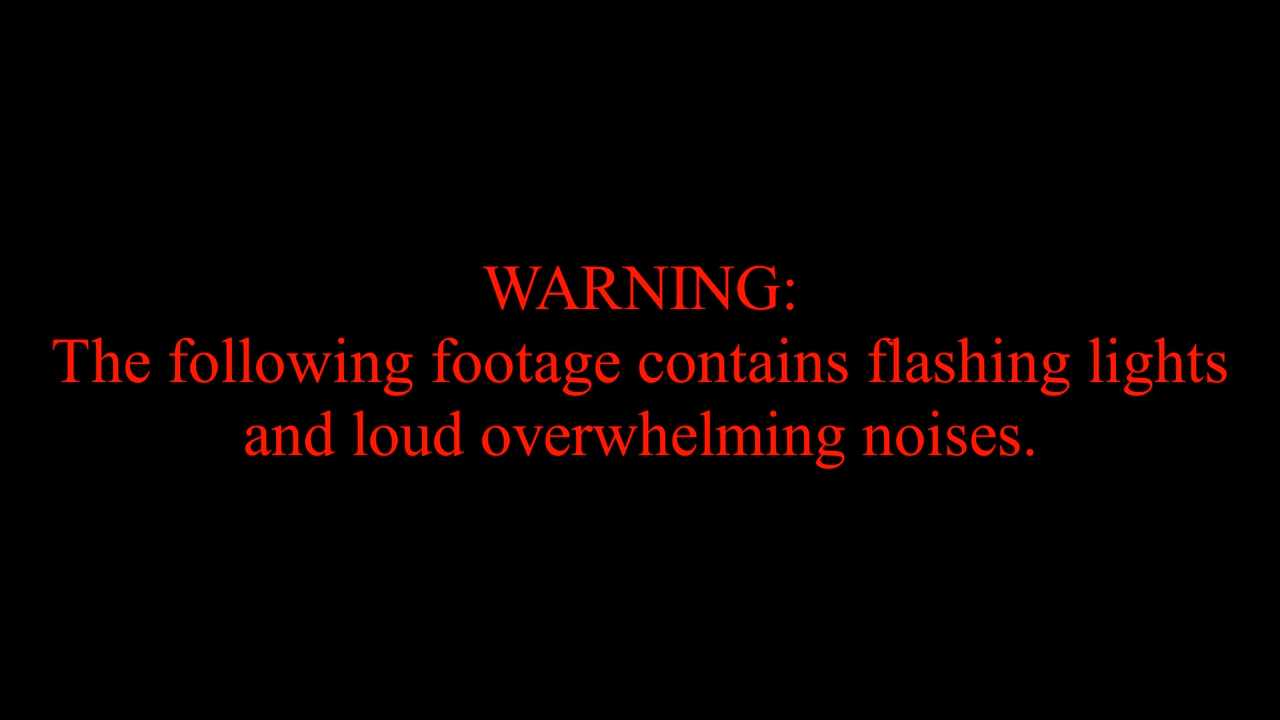 WARNING:
The following footage contains flashing lights
and loud overwhelming noises.